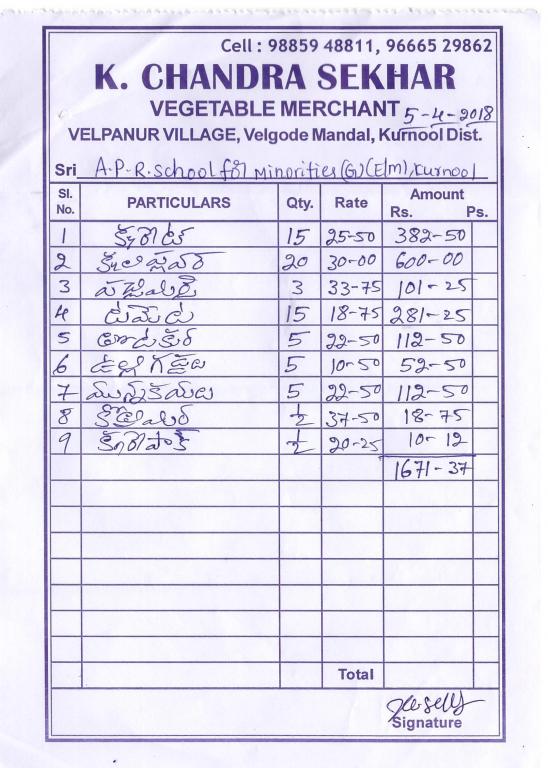 Cell : 98859 48811, 96665 29862
K. CHANDRA SEKHAR
VEGETABLE MERCHANT 5-4-2018
VELPANUR VILLAGE, Velgode Mandal, Kurnool Dist.
Sri A.P.R. School for Minorities (G) (E/m), Kurnool
Sl. No. PARTICULARS Qty. Rate Amount Rs. Ps.
1 క్యారెట్ 15 25-50 382-50
2 20 30-00 600-00
3 పచ్చిమిర్చి 3 33-75 101-25
4 టమోట 15 18-75 281-25
5 తోటకూర 5 22-50 112-50
6 ఉల్లిగడ్డలు 5 10-50 52-50
7 మునక్కాయలు 5 22-50 112-50
8 ½ 37-50 18-75
9 ½ 20-25 10-12
1671-37
Total
Signature